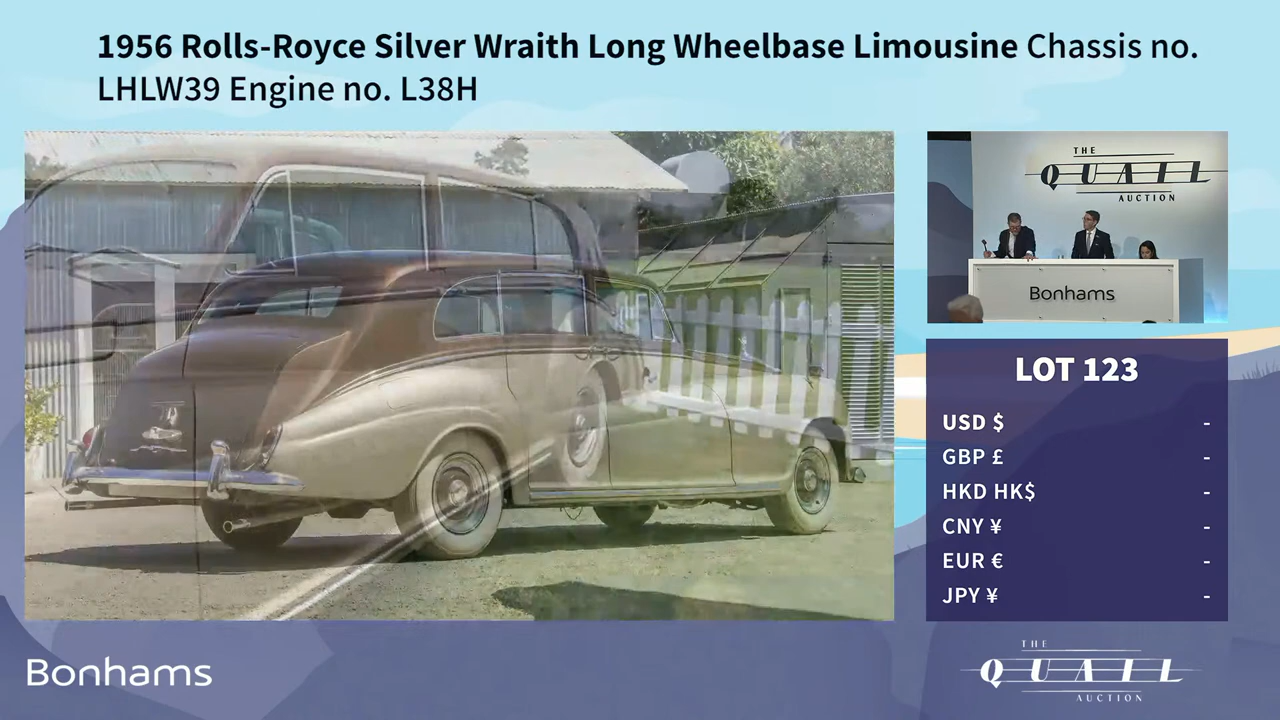 1956 Rolls-Royce Silver Wraith Long Wheelbase Limousine Chassis no.
LHLW39 Engine no. L38H
THE
QUAIL
AUCTION
Bonhams
LOT 123
USD $ -
GBP £ -
HKD HK$ -
CNY ¥ -
EUR € -
JPY ¥ -
Bonhams
THE
QUAIL
AUCTION